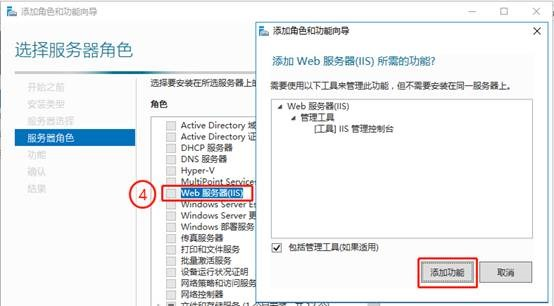 添加角色和功能向导
选择服务器角色
开始之前
安装类型
服务器选择
服务器角色
功能
确认
结果
选择要安装在所选服务器上的
角色
Active Directory
Active Directory
DHCP 服务器
DNS 服务器
Hyper-V
MultiPoint Services
④
Web 服务器(IIS)
Windows Server
Windows Server
Windows 部署服务
传真服务器
打印和文件服务
批量激活服务
设备运行状况证明
网络策略和访问服务
网络控制器
添加角色和功能向导
添加 Web 服务器(IIS) 所需的功能?
需要使用以下工具来管理此功能，但不需要安装在同一服务器上。
Web 服务器(IIS)
管理工具
[工具] IIS 管理控制台
包括管理工具(如果适用)
添加功能
取消